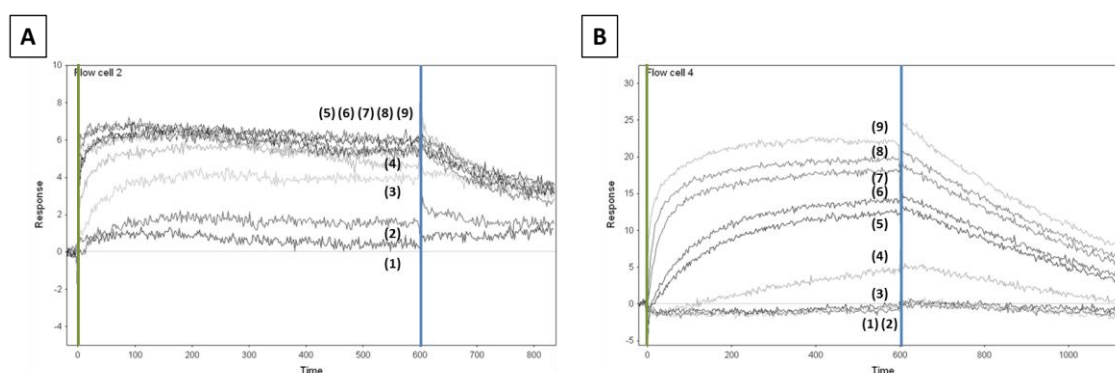 A
Flow cell 2
10
8
6
4
2
0
-2
-4
Response
0 100 200 300 400 500 600 700 800
Time
(5) (6) (7) (8) (9)
(4)
(3)
(2)
(1)
B
Flow cell 4
30
25
20
15
10
5
0
-5
Response
0 200 400 600 800 1000
Time
(9)
(8)
(7)
(6)
(5)
(4)
(3)
(1) (2)